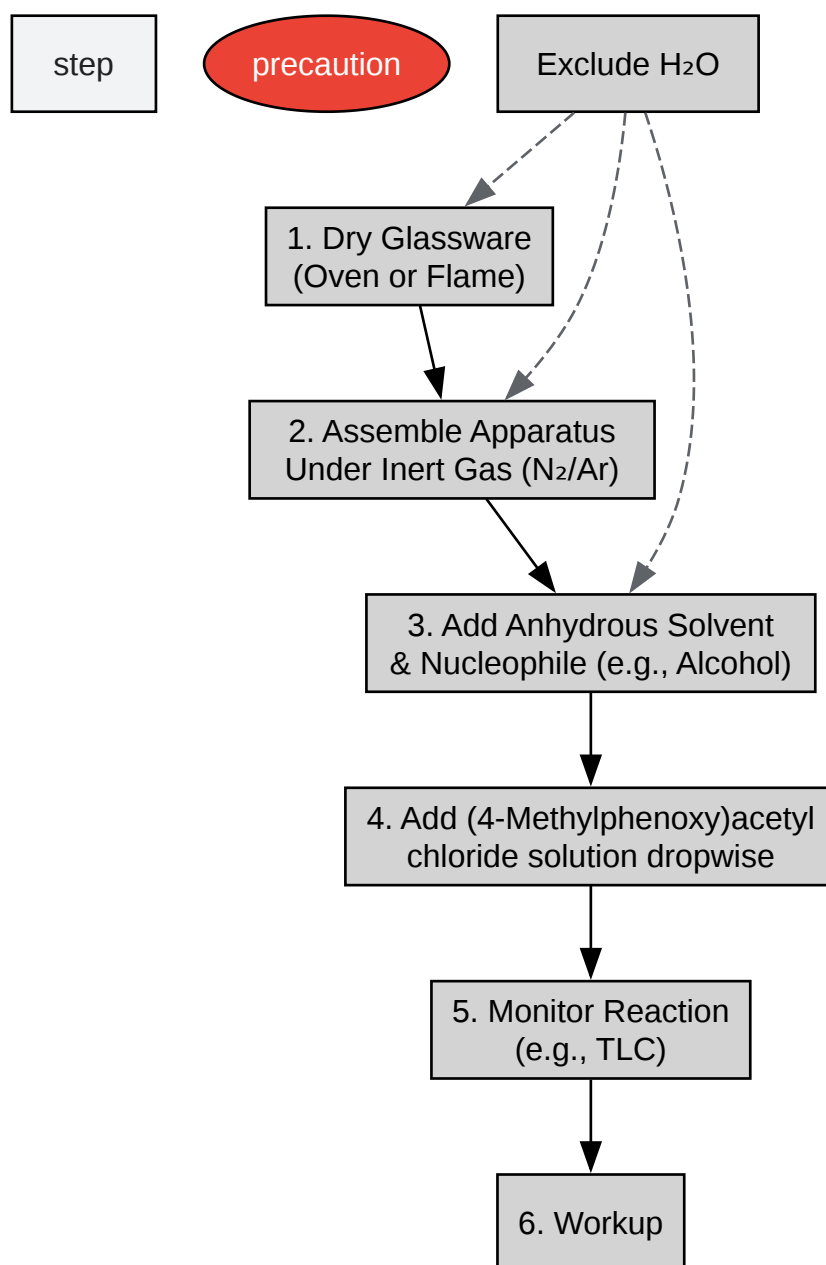 step
precaution
Exclude H₂O
1. Dry Glassware
(Oven or Flame)
2. Assemble Apparatus
Under Inert Gas (N₂/Ar)
3. Add Anhydrous Solvent
& Nucleophile (e.g., Alcohol)
4. Add (4-Methylphenoxy)acetyl
chloride solution dropwise
5. Monitor Reaction
(e.g., TLC)
6. Workup